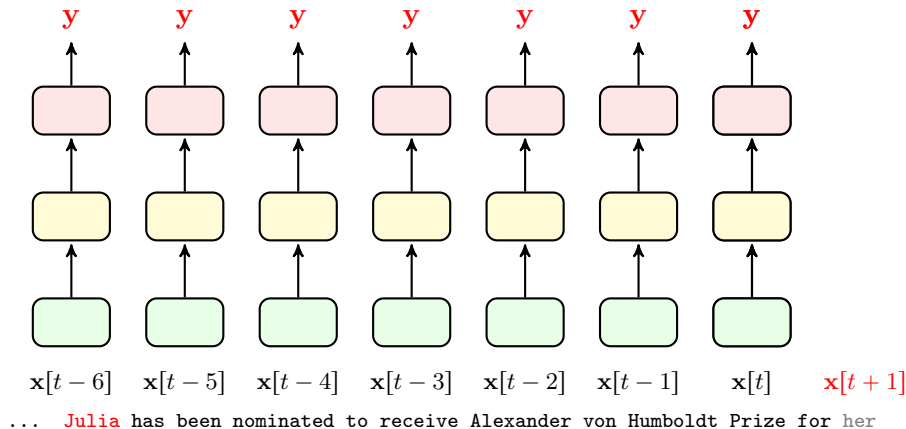 y y y y y y y
x[t − 6] x[t − 5] x[t − 4] x[t − 3] x[t − 2] x[t − 1] x[t] x[t + 1]
... Julia has been nominated to receive Alexander von Humboldt Prize for her